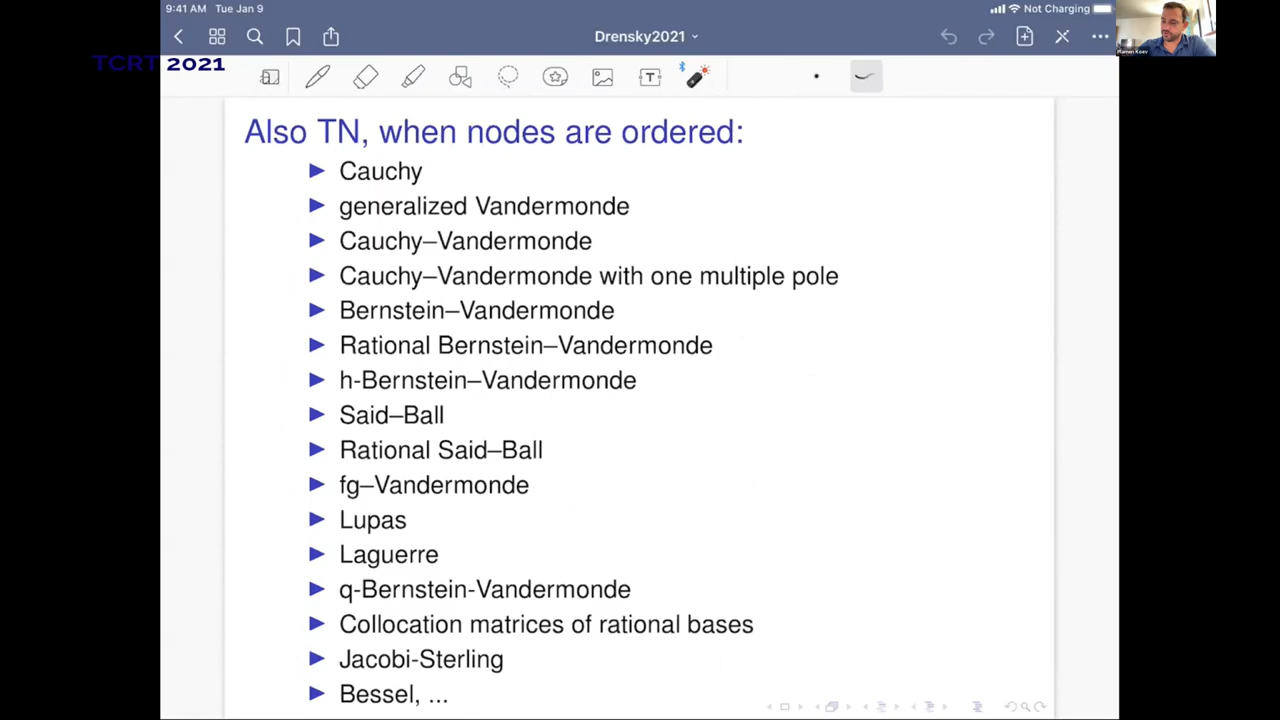 9:41 AM Tue Jan 9
Not Charging
Drensky2021
TCRT 2021
Plamen Koev
Also TN, when nodes are ordered:
Cauchy
generalized Vandermonde
Cauchy–Vandermonde
Cauchy–Vandermonde with one multiple pole
Bernstein–Vandermonde
Rational Bernstein–Vandermonde
h-Bernstein–Vandermonde
Said–Ball
Rational Said–Ball
fg–Vandermonde
Lupas
Laguerre
q-Bernstein-Vandermonde
Collocation matrices of rational bases
Jacobi-Sterling
Bessel, ...